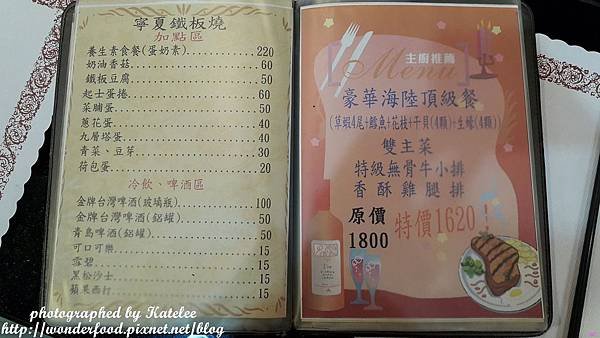 寧夏鐵板燒
加點區
養生素食餐(蛋奶素) 220
奶油香菇 60
鐵板豆腐 50
起士蛋捲 60
菜脯蛋 50
蔥花蛋 40
九層塔蛋 40
青菜、豆芽 30
荷包蛋 20
冷飲、啤酒區
金牌台灣啤酒(玻璃瓶) 100
金牌台灣啤酒(鋁罐) 50
青島啤酒(鋁罐) 50
可口可樂 15
雪碧 15
黑松沙士 15
蘋果西打 15
主廚推薦
Menu
豪華海陸頂級餐
(草蝦4尾+鱈魚+花枝+干貝(4顆)+生蠔(4顆)
雙主菜
特級無骨牛小排
香酥雞腿排
原價
1800
特價1620!
photographed by Katelee
http://wonderfood.pixnet.net/blog